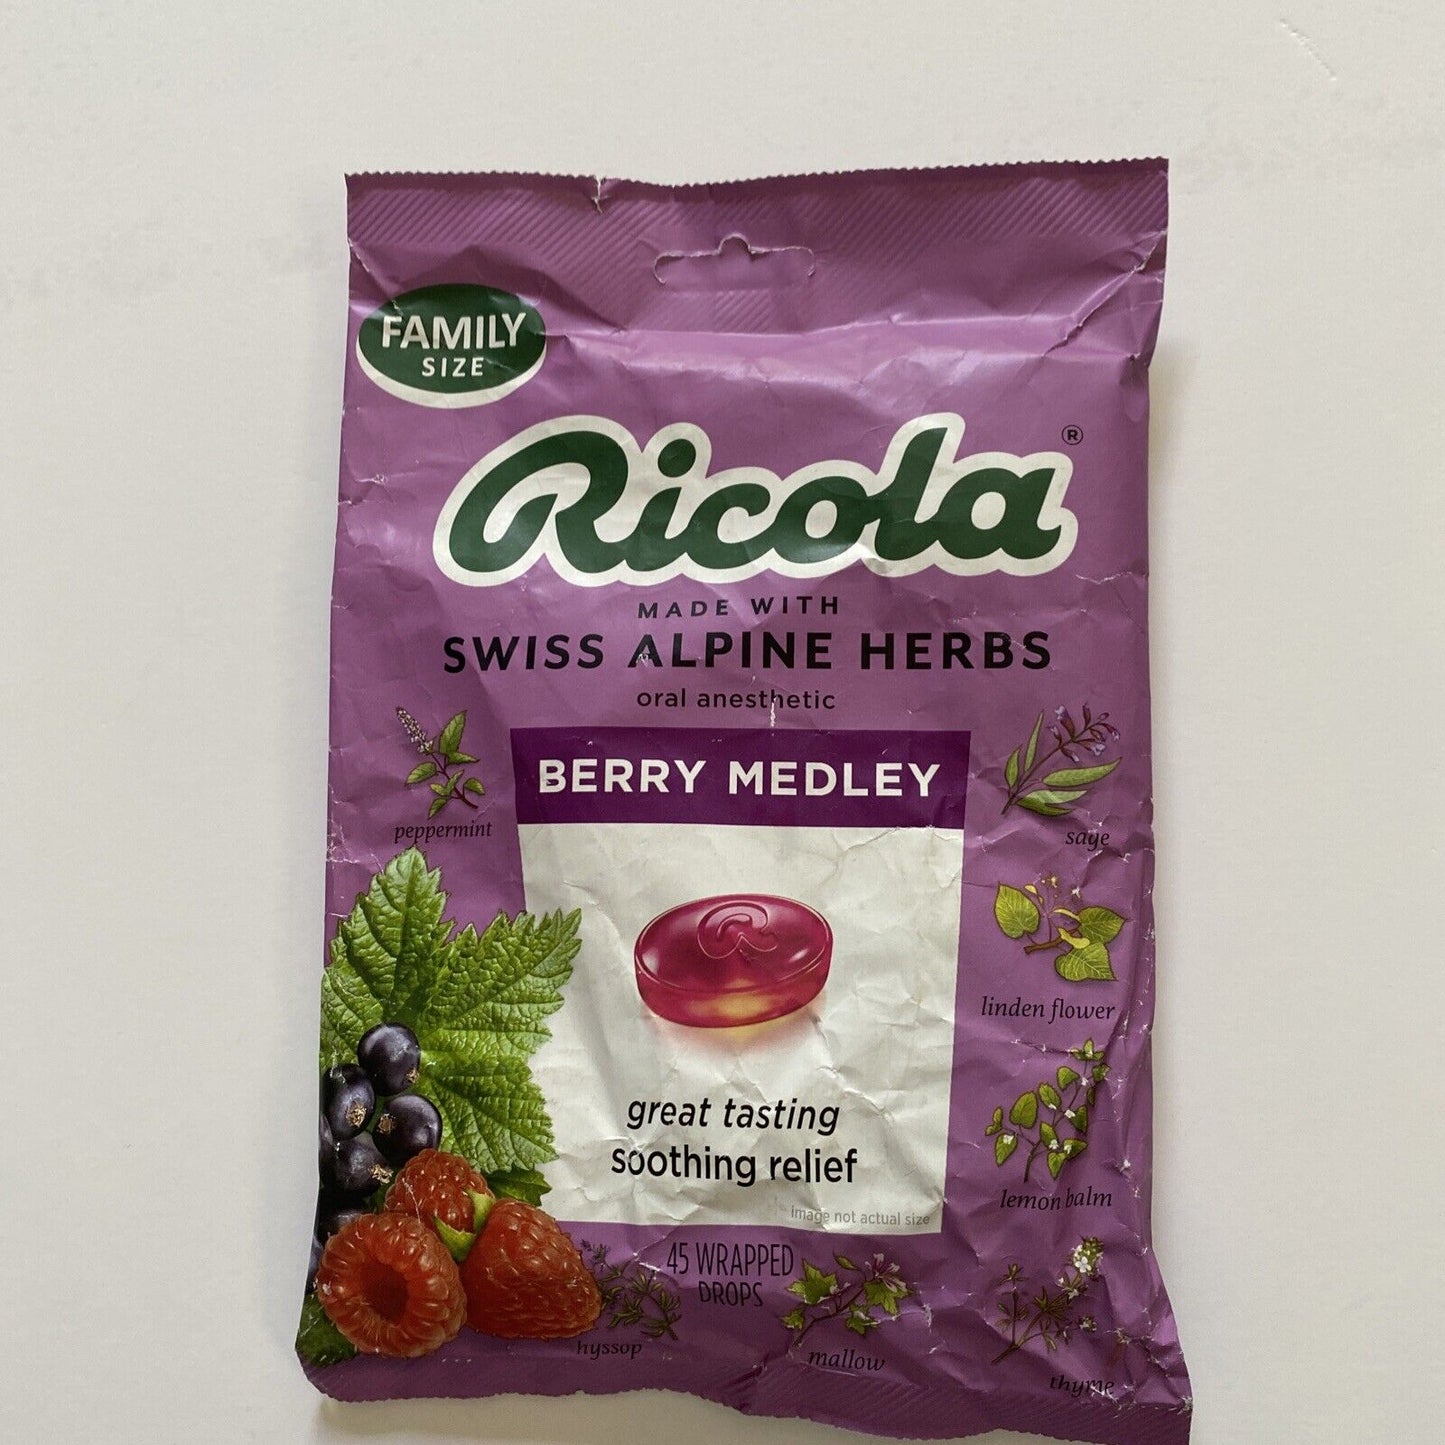 FAMILY
SIZE
Ricola®
MADE WITH
SWISS ALPINE HERBS
oral anesthetic
BERRY MEDLEY
peppermint
sage
linden flower
great tasting
soothing relief
lemon balm
image not actual size
45 WRAPPED
DROPS
hyssop
mallow
thyme